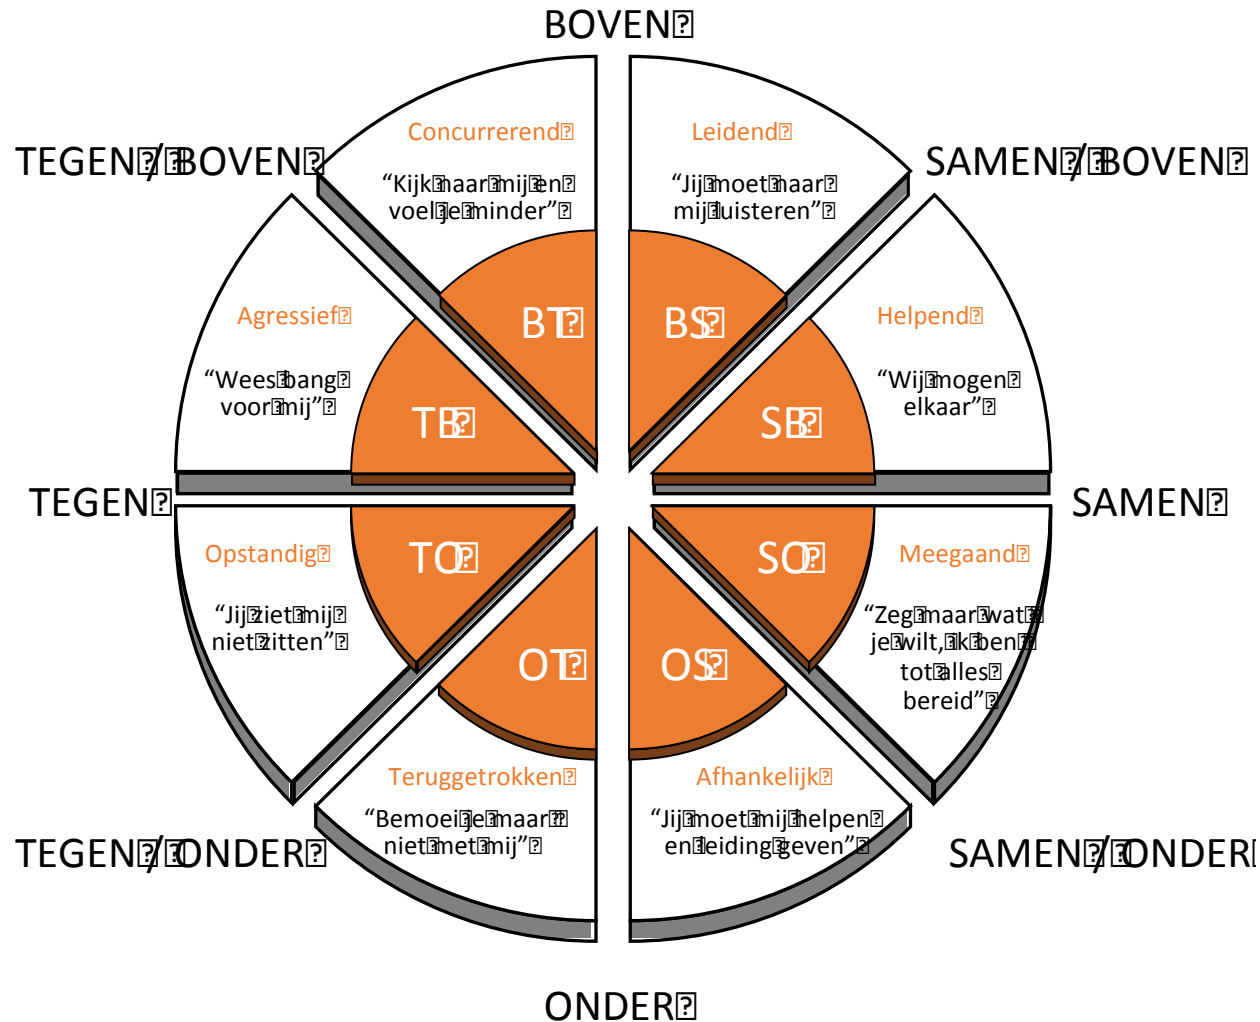 BOVEN
TEGEN / BOVEN
SAMEN / BOVEN
Concurrerend
“Kijk naar mij en
voel je minder”
BT
Leidend
“Jij moet naar
mij luisteren”
BS
Agressief
“Wees bang
voor mij”
TB
Helpend
“Wij mogen
elkaar”
SB
TEGEN
SAMEN
Opstandig
“Jij ziet mij
niet zitten”
TO
Meegaand
“Zeg maar wat
je wilt, ik ben
tot alles
bereid”
SO
Teruggetrokken
“Bemoei je maar
niet met mij”
OT
Afhankelijk
“Jij moet mij helpen
en leiding geven”
OS
TEGEN / ONDER
SAMEN / ONDER
ONDER